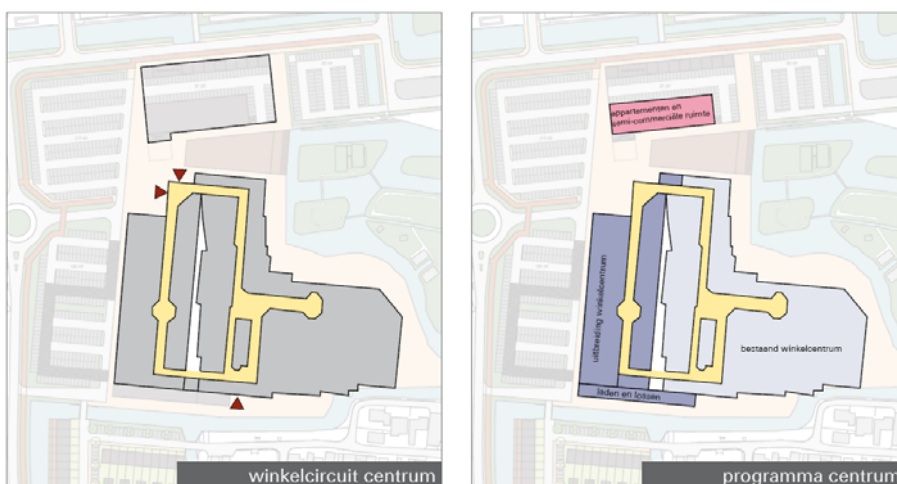 winkelcircuit centrum
appartementen en
semi-commerciële ruimte
uitbreiding winkelcentrum
bestaand winkelcentrum
laden en lossen
programma centrum